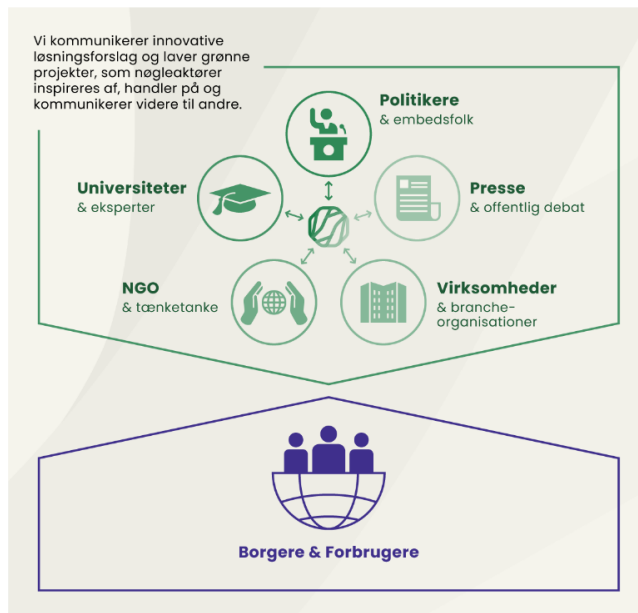 Vi kommunikerer innovative
løsningsforslag og laver grønne
projekter, som nøgleaktører
inspireres af, handler på og
kommunikerer videre til andre.
Politikere
& embedsfolk
Universiteter
& eksperter
Presse
& offentlig debat
NGO
& tænketanke
Virksomheder
& branche-
organisationer
Borgere & Forbrugere